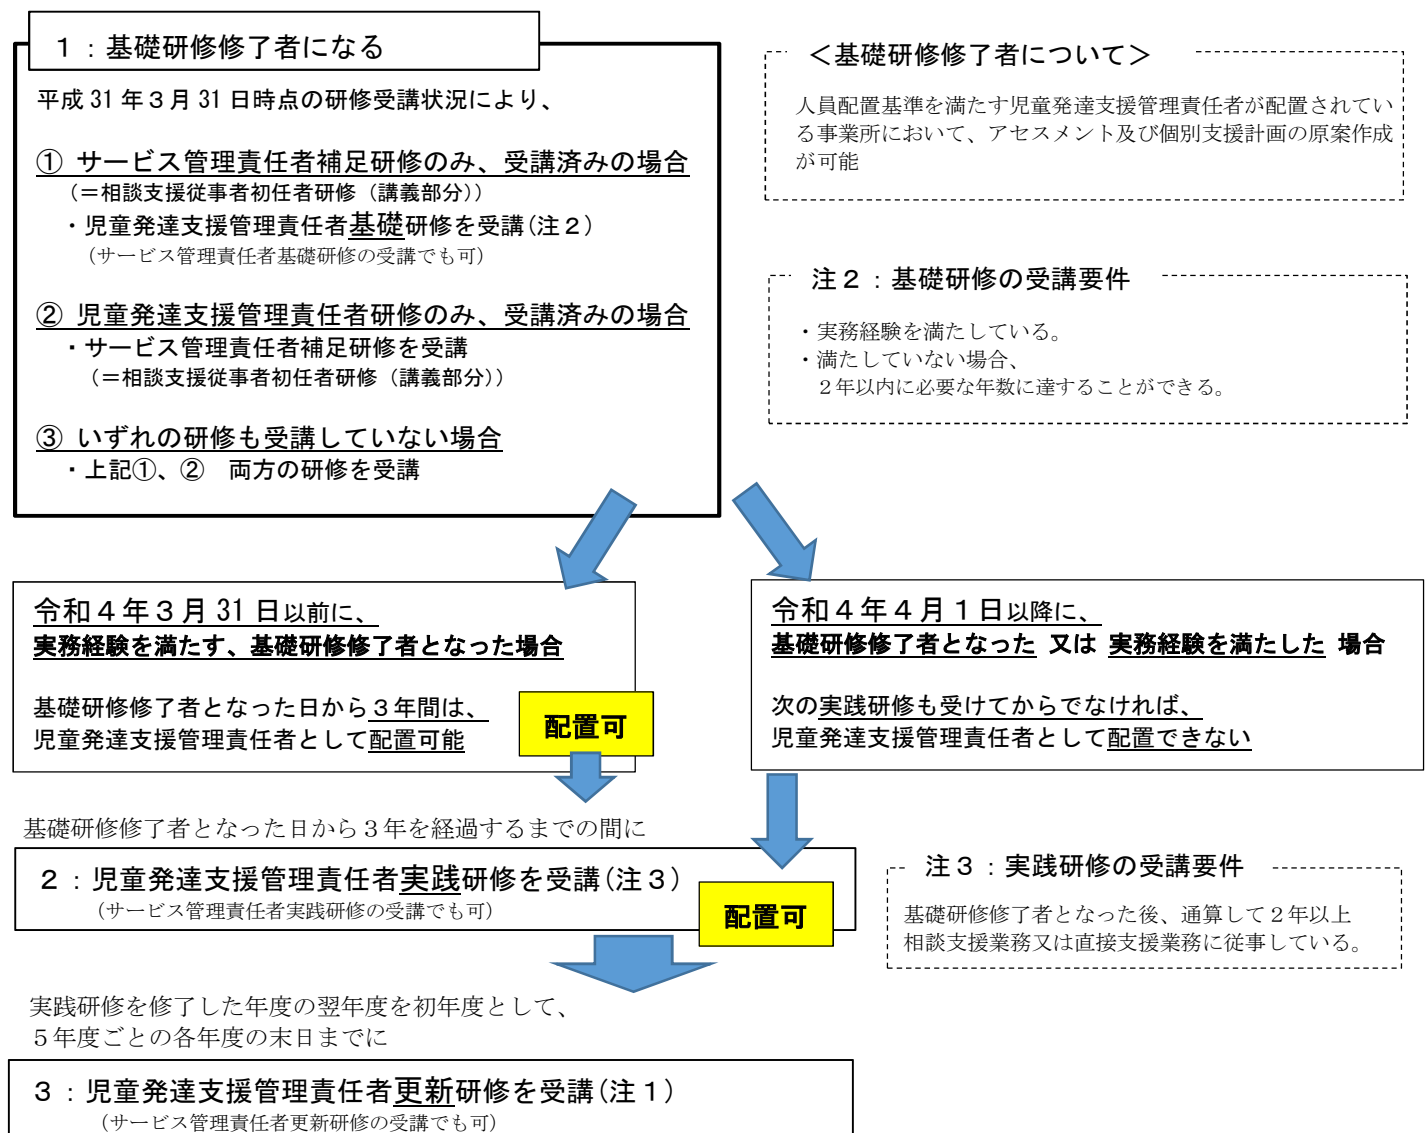 １：基礎研修修了者になる
平成 31 年３月 31 日時点の研修受講状況により、
① サービス管理責任者補足研修のみ、受講済みの場合
（＝相談支援従事者初任者研修（講義部分））
・児童発達支援管理責任者基礎研修を受講（注２）
（サービス管理責任者基礎研修の受講でも可）
② 児童発達支援管理責任者研修のみ、受講済みの場合
・サービス管理責任者補足研修を受講
（＝相談支援従事者初任者研修（講義部分））
③ いずれの研修も受講していない場合
・上記①、②　両方の研修を受講
＜基礎研修修了者について＞
人員配置基準を満たす児童発達支援管理責任者が配置されてい
る事業所において、アセスメント及び個別支援計画の原案作成
が可能
注２：基礎研修の受講要件
・実務経験を満たしている。
・満たしていない場合、
２年以内に必要な年数に達することができる。
令和４年３月 31 日以前に、
実務経験を満たす、基礎研修修了者となった場合
基礎研修修了者となった日から３年間は、
児童発達支援管理責任者として配置可能
配置可
令和４年４月１日以降に、
基礎研修修了者となった 又は 実務経験を満たした 場合
次の実践研修も受けてからでなければ、
児童発達支援管理責任者として配置できない
基礎研修修了者となった日から３年を経過するまでの間に
２：児童発達支援管理責任者実践研修を受講（注３）
（サービス管理責任者実践研修の受講でも可）
配置可
注３：実践研修の受講要件
基礎研修修了者となった後、通算して２年以上
相談支援業務又は直接支援業務に従事している。
実践研修を修了した年度の翌年度を初年度として、
５年度ごとの各年度の末日までに
３：児童発達支援管理責任者更新研修を受講（注１）
（サービス管理責任者更新研修の受講でも可）